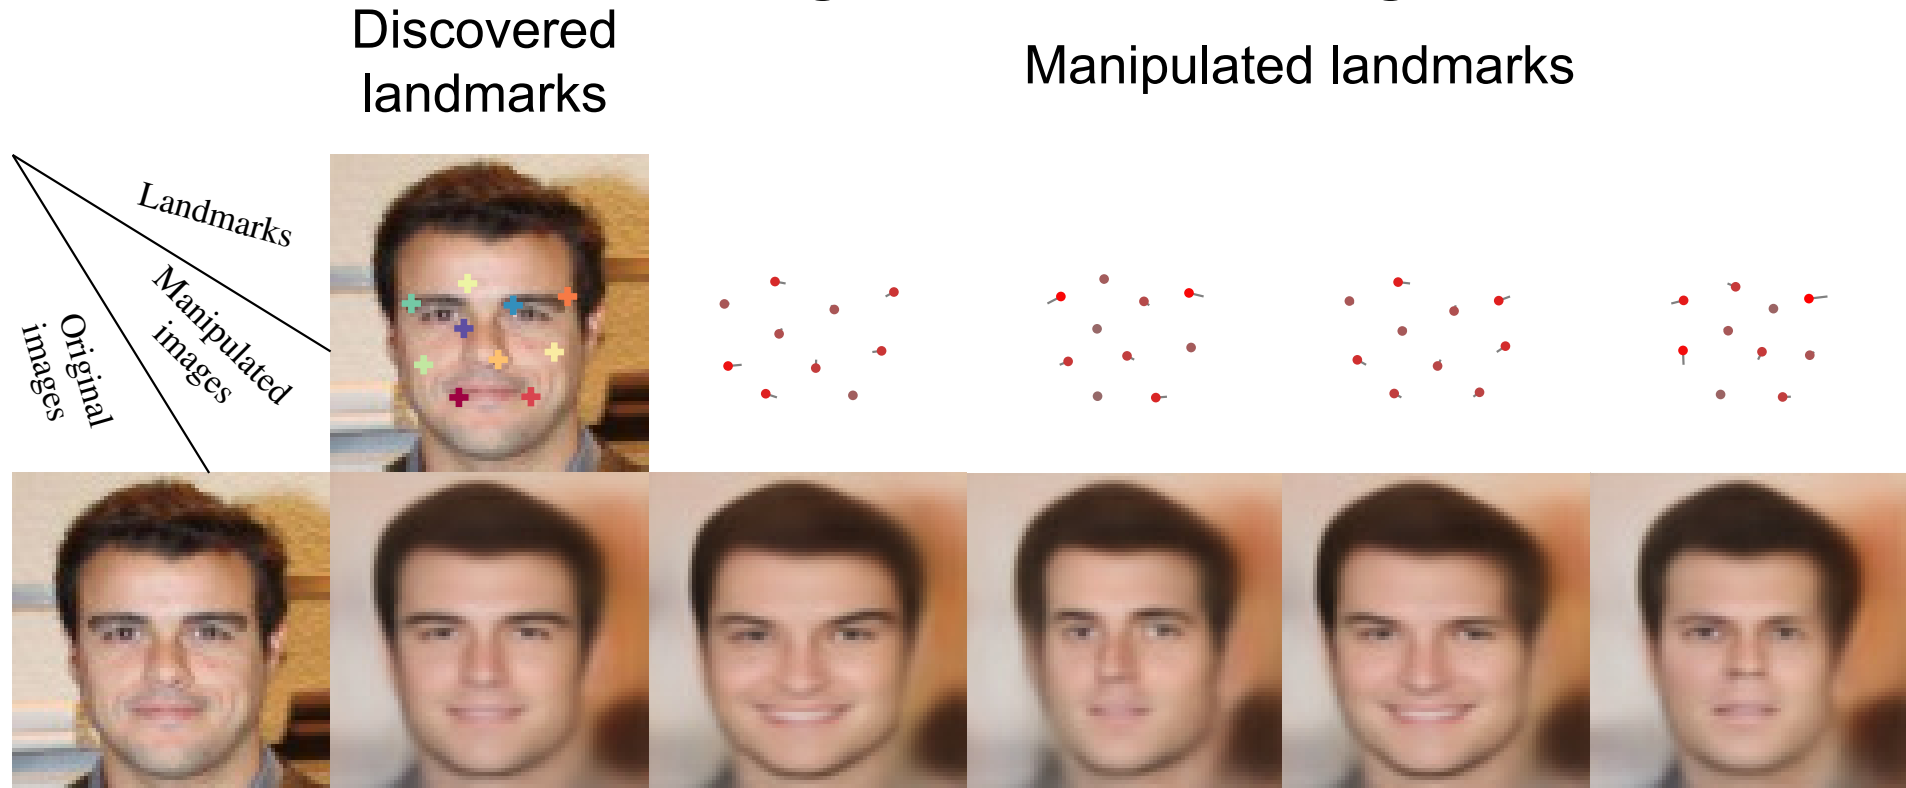 Discovered
landmarks
Manipulated landmarks
Landmarks
Manipulated
images
Original
images